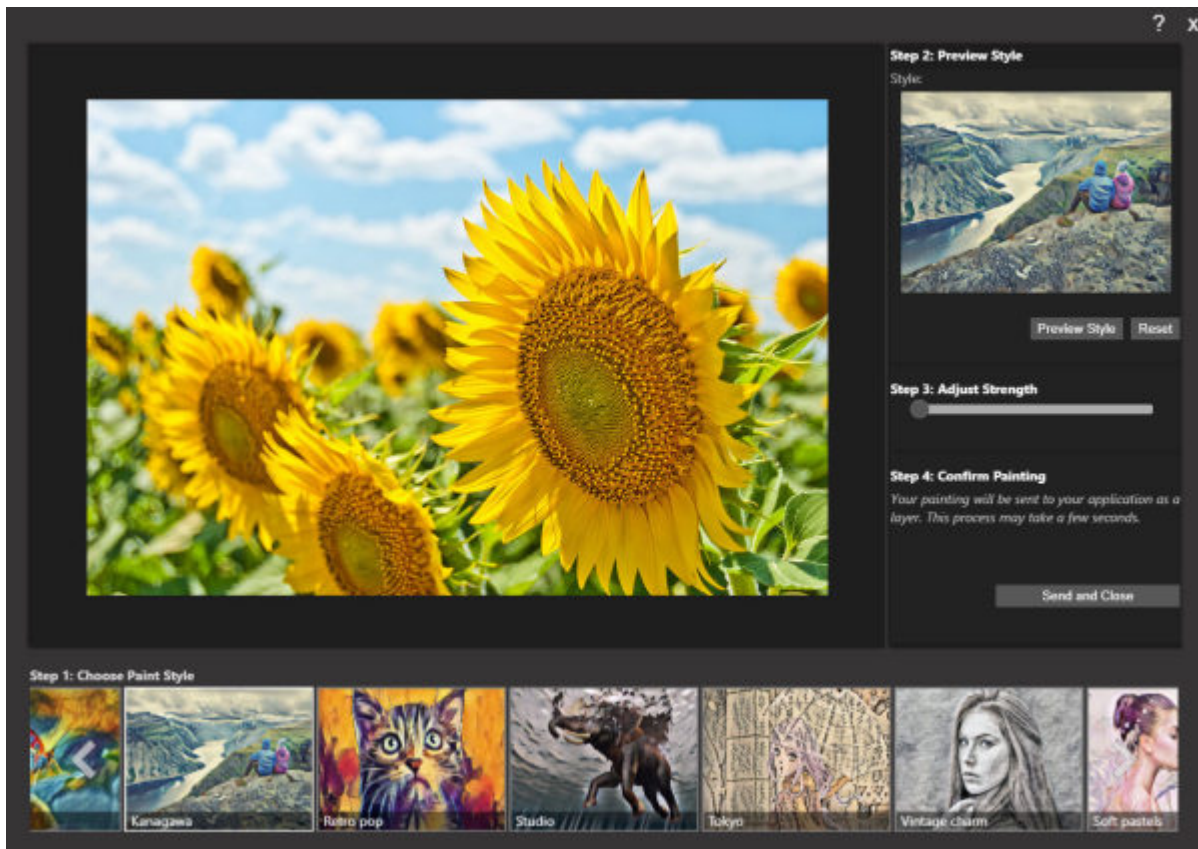 ? x
Step 2: Preview Style
Style:
Preview Style Reset
Step 3: Adjust Strength
Step 4: Confirm Painting
Your painting will be sent to your application as a
layer. This process may take a few seconds.
Send and Close
Step 1: Choose Paint Style
Kanagawa
Retro pop
Studio
Tokyo
Vintage charm
Soft pastels